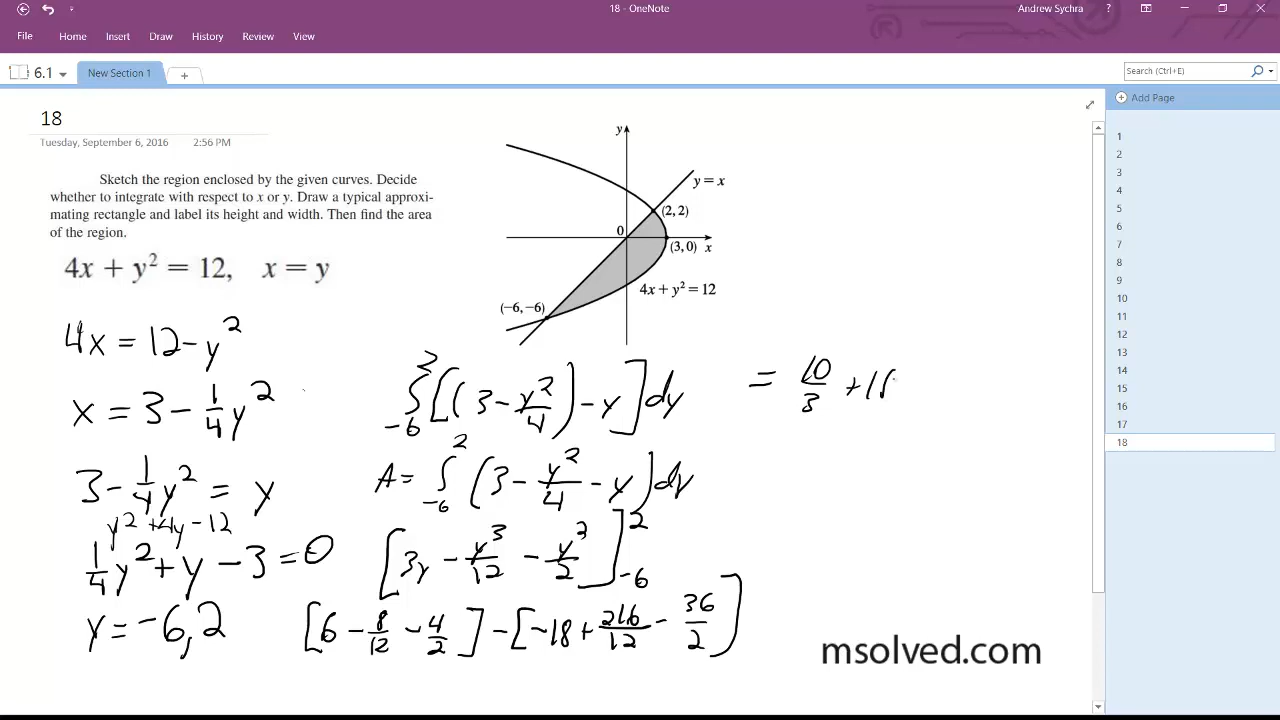 18 - OneNote
Andrew Sychra
?
File Home Insert Draw History Review View
6.1
New Section 1
+
Search (Ctrl+E)
18
Tuesday, September 6, 2016 2:56 PM
Sketch the region enclosed by the given curves. Decide
whether to integrate with respect to x or y. Draw a typical approxi-
mating rectangle and label its height and width. Then find the area
of the region.
4x + y² = 12, x = y
y
y = x
(2, 2)
0
(3, 0) x
4x + y² = 12
(−6, −6)
4x = 12 - y²
x = 3 - 1/4 y²
3 - 1/4 y² = y
y² + 4y - 12
1/4 y² + y - 3 = 0
y = -6, 2
∫_{-6}^{2} [(3 - y²/4) - y] dy
A = ∫_{-6}^{2} (3 - y²/4 - y) dy
[3y - y³/12 - y²/2]_{-6}^{2}
[6 - 8/12 - 4/2] - [-18 + 216/12 - 36/2]
= 10/3 + 18
msolved.com
Add Page
1
2
3
4
5
6
7
8
9
10
11
12
13
14
15
16
17
18